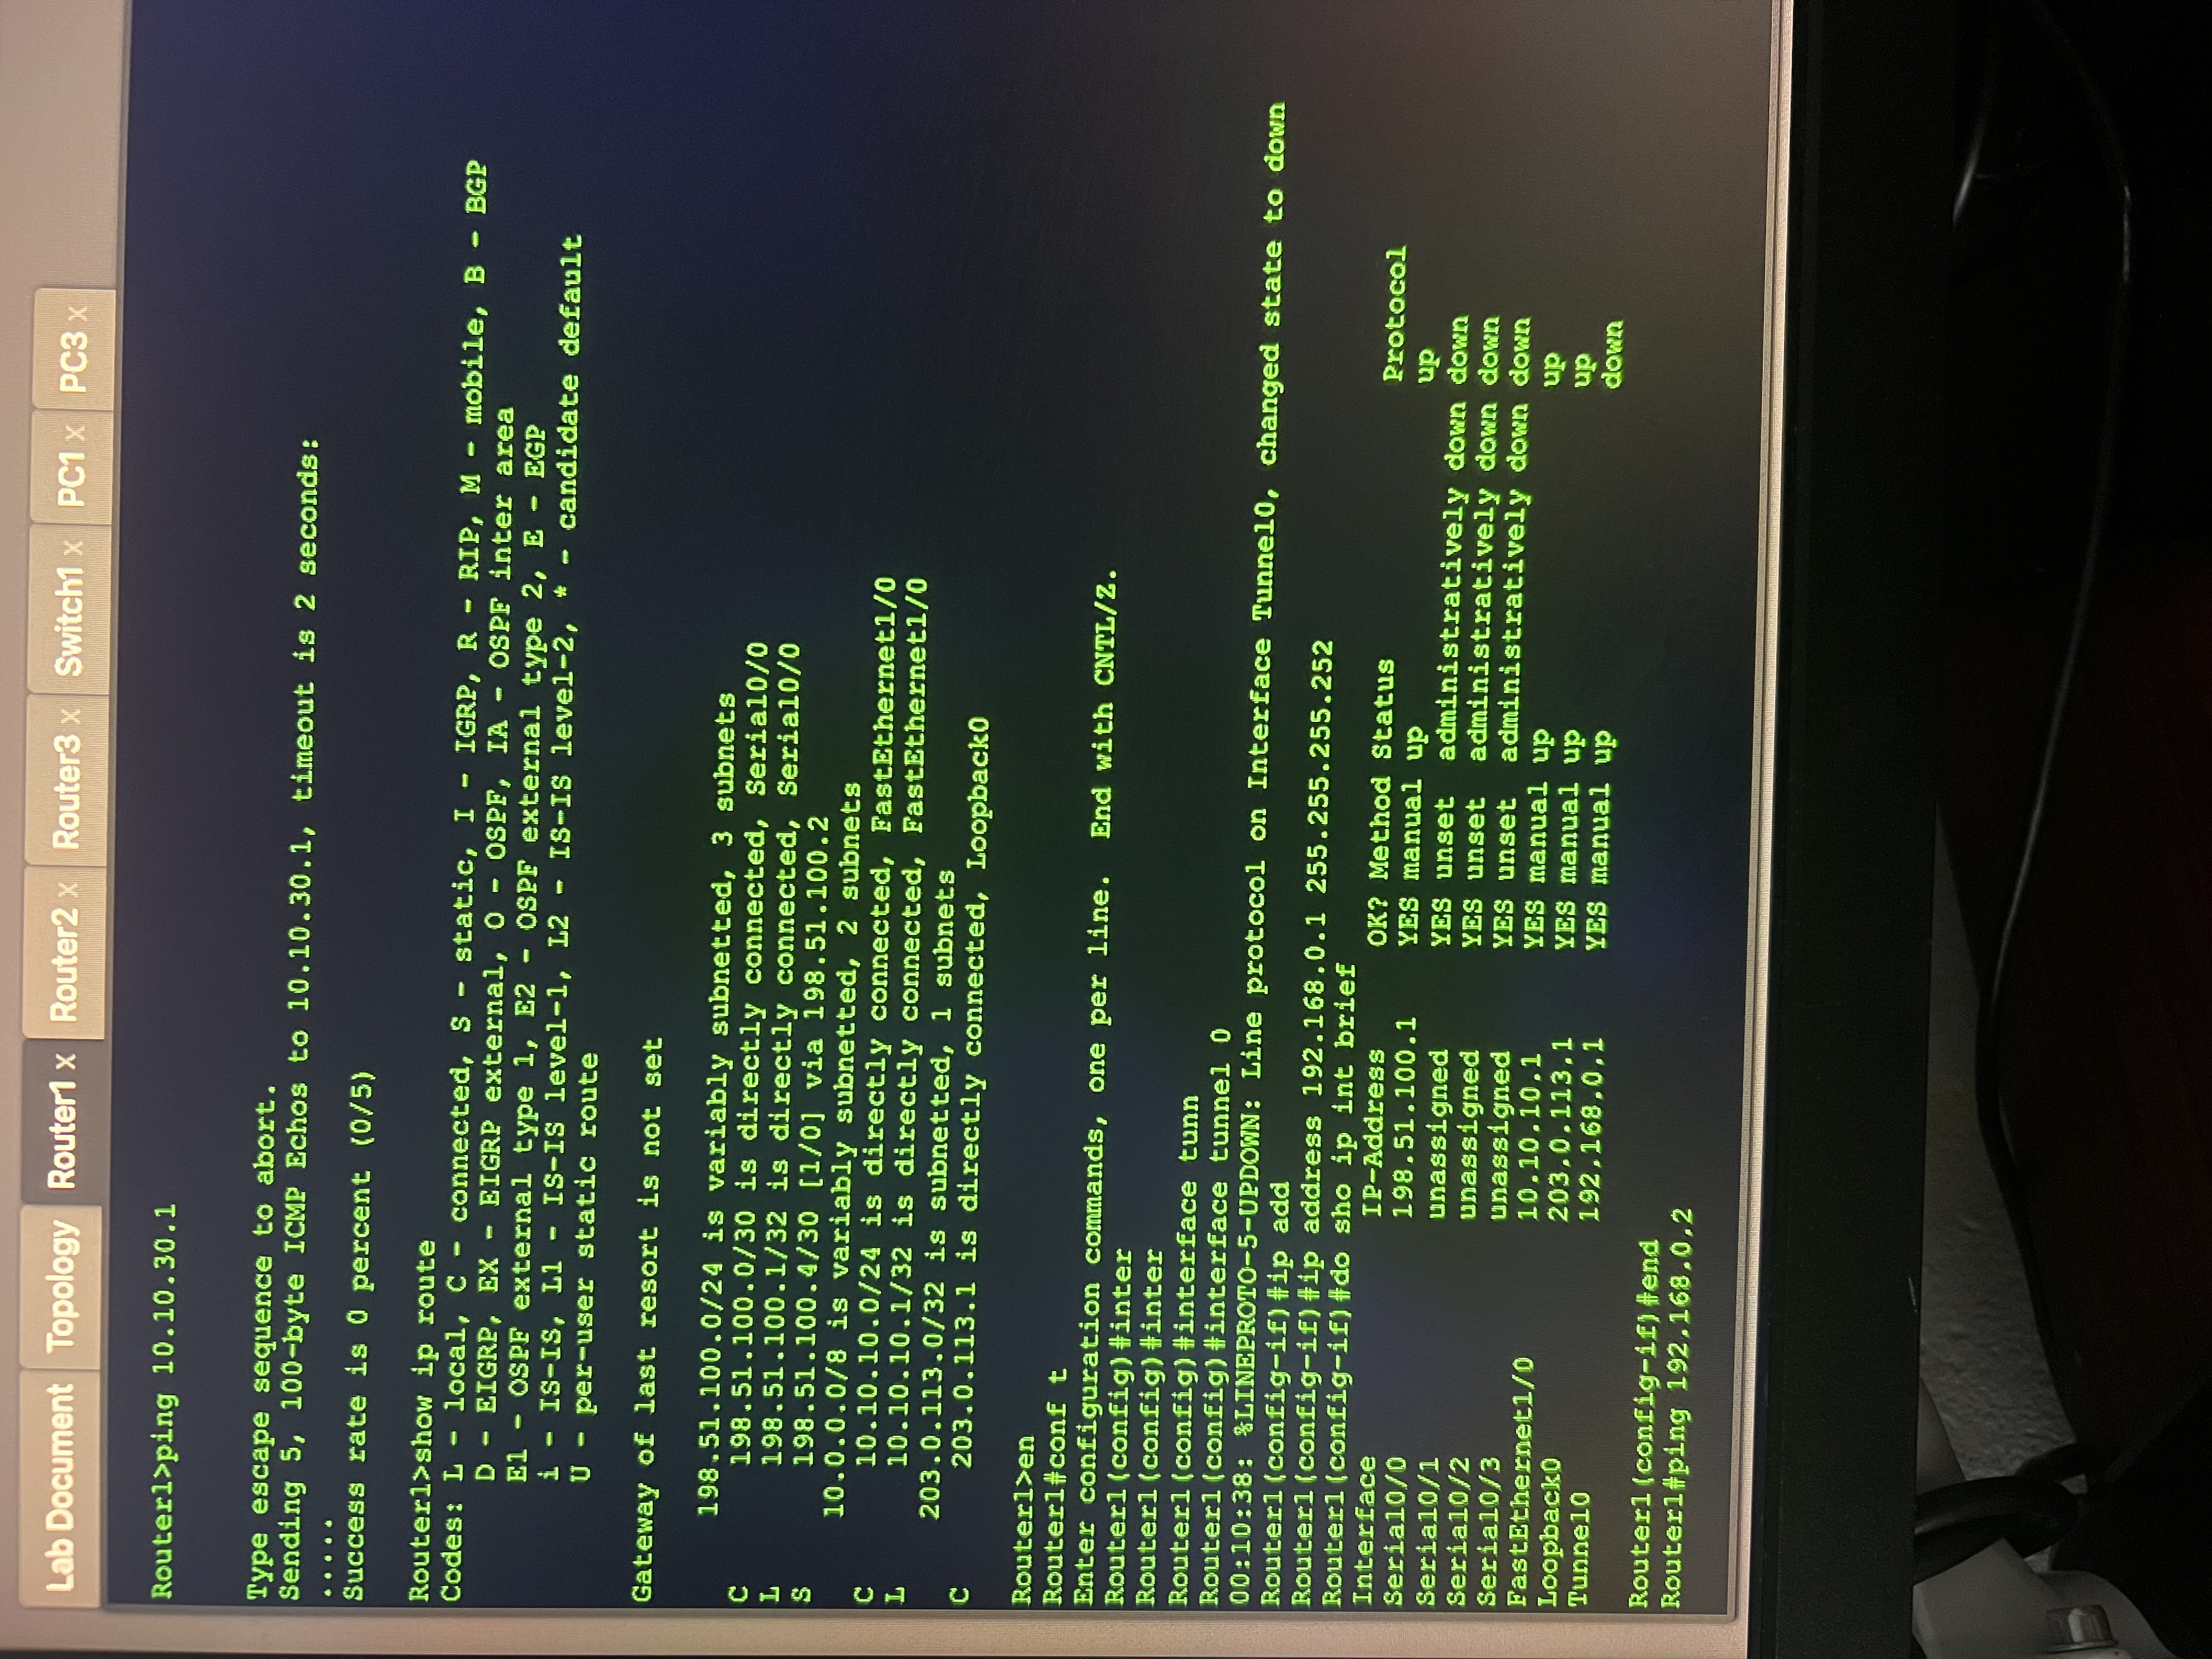 Lab Document Topology Router1 x Router2 x Router3 x Switch1 x PC1 x PC3 x
Router1>ping 10.10.30.1
Type escape sequence to abort.
Sending 5, 100-byte ICMP Echos to 10.10.30.1, timeout is 2 seconds:
.....
Success rate is 0 percent (0/5)
Router1>show ip route
Codes: L - local, C - connected, S - static, I - IGRP, R - RIP, M - mobile, B - BGP
D - EIGRP, EX - EIGRP external, O - OSPF, IA - OSPF inter area
E1 - OSPF external type 1, E2 - OSPF external type 2, E - EGP
i - IS-IS, L1 - IS-IS level-1, L2 - IS-IS level-2, * - candidate default
U - per-user static route
Gateway of last resort is not set
198.51.100.0/24 is variably subnetted, 3 subnets
C 198.51.100.0/30 is directly connected, Serial0/0
L 198.51.100.1/32 is directly connected, Serial0/0
S 198.51.100.4/30 [1/0] via 198.51.100.2
10.0.0.0/8 is variably subnetted, 2 subnets
C 10.10.10.0/24 is directly connected, FastEthernet1/0
L 10.10.10.1/32 is directly connected, FastEthernet1/0
203.0.113.0/32 is subnetted, 1 subnets
C 203.0.113.1 is directly connected, Loopback0
Router1>en
Router1#conf t
Enter configuration commands, one per line.  End with CNTL/Z.
Router1(config)#inter
Router1(config)#inter
Router1(config)#interface tunn
Router1(config)#interface tunnel 0
00:10:38: %LINEPROTO-5-UPDOWN: Line protocol on Interface Tunnel0, changed state to down
Router1(config-if)#ip add
Router1(config-if)#ip address 192.168.0.1 255.255.255.252
Router1(config-if)#do sho ip int brief
Interface IP-Address OK? Method Status Protocol
Serial0/0 198.51.100.1 YES manual up up
Serial0/1 unassigned YES unset administratively down down
Serial0/2 unassigned YES unset administratively down down
Serial0/3 unassigned YES unset administratively down down
FastEthernet1/0 10.10.10.1 YES manual up up
Loopback0 203.0.113.1 YES manual up up
Tunnel0 192.168.0.1 YES manual up down
Router1(config-if)#end
Router1#ping 192.168.0.2